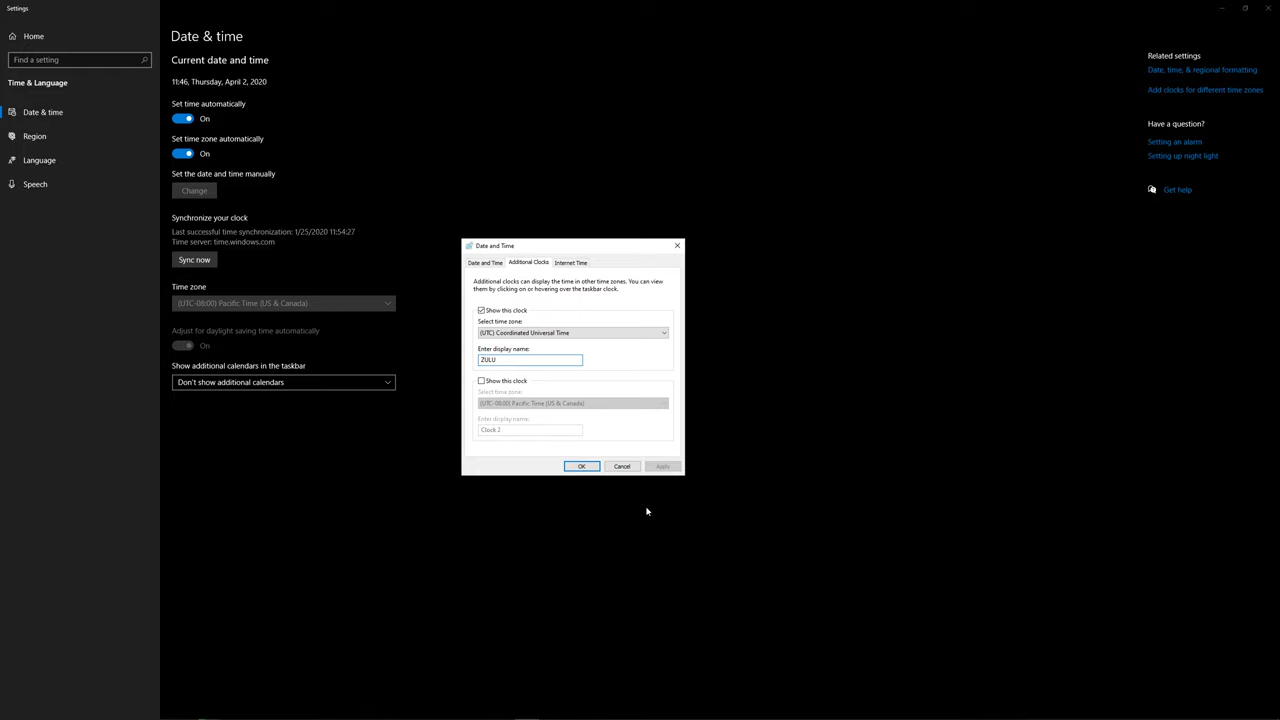 Settings
Home
Find a setting
Time & Language
Date & time
Region
Language
Speech
Date & time
Current date and time
11:46, Thursday, April 2, 2020
Set time automatically
On
Set time zone automatically
On
Set the date and time manually
Change
Synchronize your clock
Last successful time synchronization: 1/25/2020 11:54:27
Time server: time.windows.com
Sync now
Time zone
(UTC-08:00) Pacific Time (US & Canada)
Adjust for daylight saving time automatically
On
Show additional calendars in the taskbar
Don't show additional calendars
Date and Time
Date and Time Additional Clocks Internet Time
Additional clocks can display the time in other time zones. You can view
them by clicking on or hovering over the taskbar clock.
Show this clock
Select time zone:
(UTC) Coordinated Universal Time
Enter display name:
ZULU
Show this clock
Select time zone:
(UTC-08:00) Pacific Time (US & Canada)
Enter display name:
Clock 2
OK Cancel Apply
Related settings
Date, time, & regional formatting
Add clocks for different time zones
Have a question?
Setting an alarm
Setting up night light
Get help